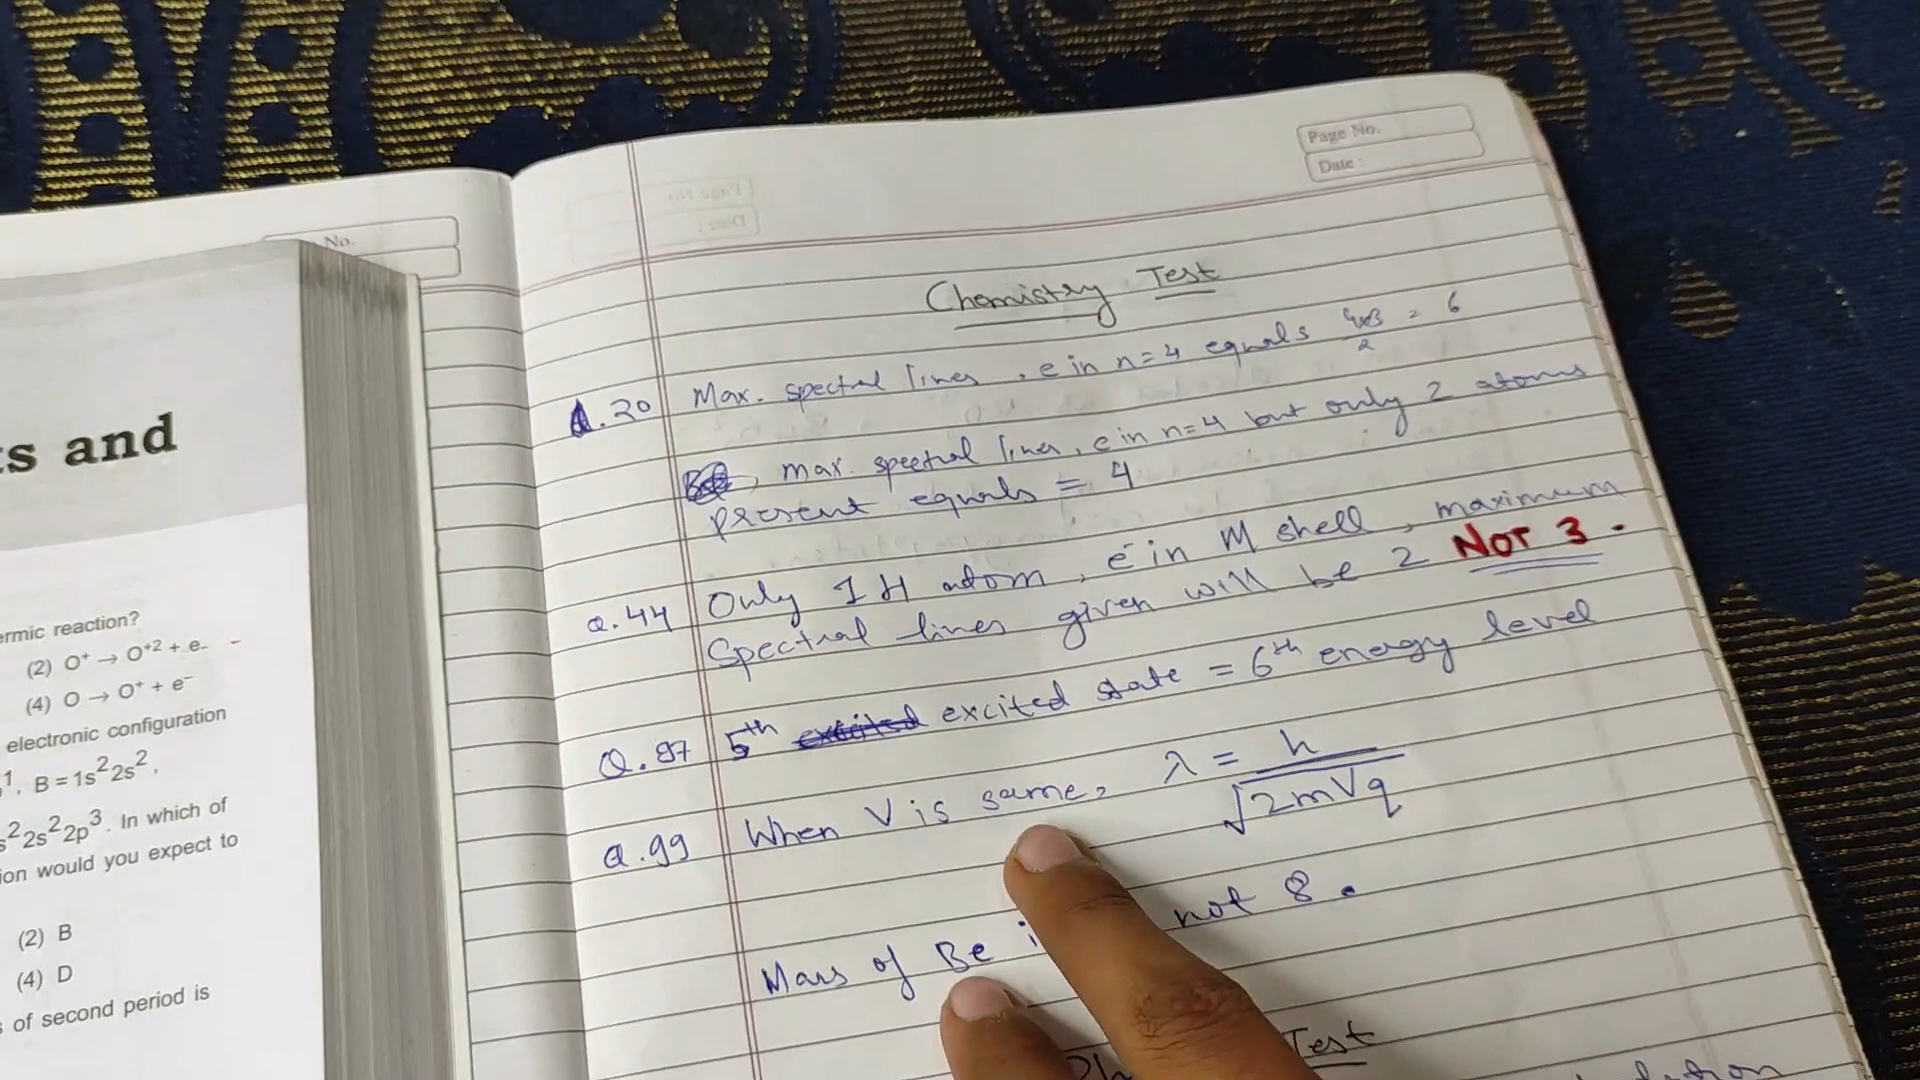 No.
ts and
ermic reaction?
(2) O⁺ → O⁺² + e-
(4) O → O⁺ + e⁻
electronic configuration
¹, B = 1s²2s²,
s²2s²2p³. In which of
ion would you expect to
(2) B
(4) D
s of second period is
Page No.
Date :
Chemistry Test
Q.20 Max. spectral lines, e in n=4 equals 4x3/2 = 6
max. spectral lines, e in n=4 but only 2 atoms
present equals = 4
Q.44 Only 1 H atom, e⁻ in M shell, maximum
spectral lines given will be 2 NOT 3.
Q.87 5th excited state = 6th energy level
Q.99 When V is same, λ = h/√2mVq
Mass of Be not 8.
Test